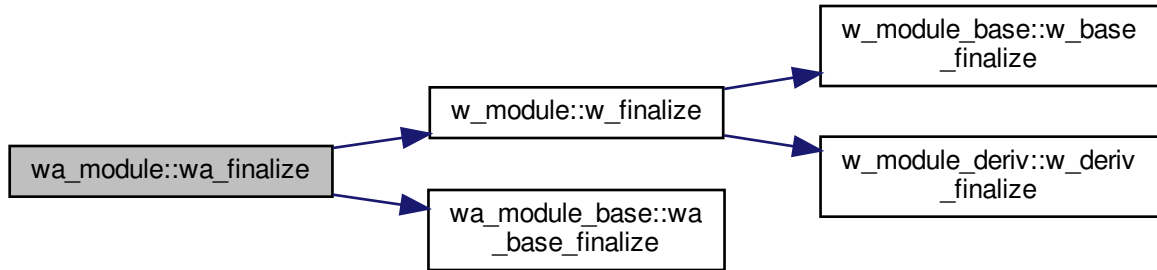 wa_module::wa_finalize
w_module::w_finalize
wa_module_base::wa
_base_finalize
w_module_base::w_base
_finalize
w_module_deriv::w_deriv
_finalize